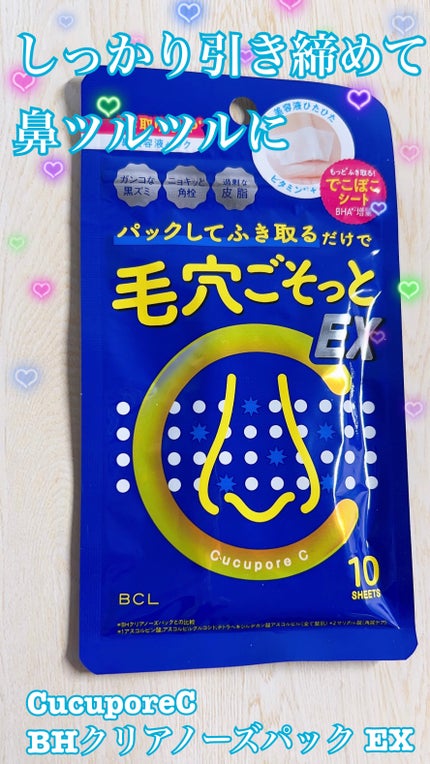 しっかり引き締めて
鼻ツルツルに
美容液ひたひた
ビタミン
もっとふき取る!
でこぼこ
シート
BHA 増量
ガンコな
黒ズミ
ニョキッと
角栓
過剰な
皮脂
パックしてふき取るだけで
毛穴ごそっと
EX
Cucupore C
10
SHEETS
BCL
CucuporeC
BHクリアノーズパック EX